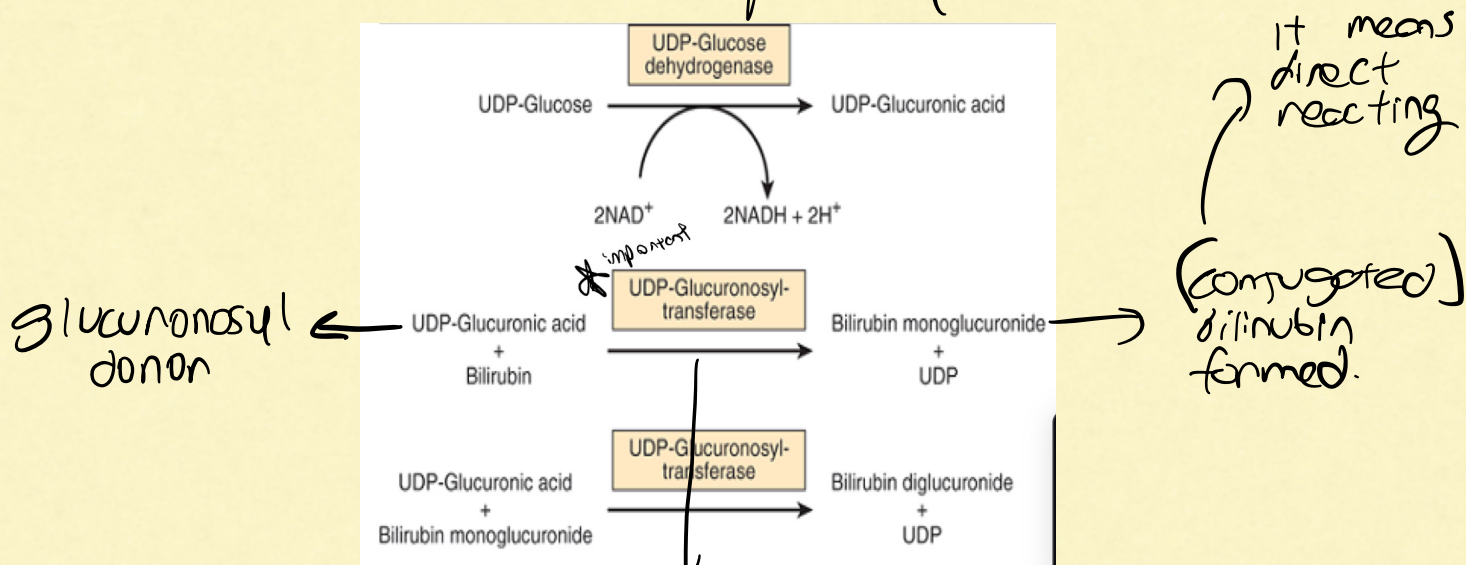 it means
direct
reacting
UDP-Glucose
dehydrogenase
UDP-Glucose
UDP-Glucuronic acid
2NAD+
2NADH + 2H+
important
UDP-Glucuronosyl-
transferase
glucuronosyl
donor
UDP-Glucuronic acid
+
Bilirubin
Bilirubin monoglucuronide
+
UDP
(conjugated)
bilirubin
formed.
UDP-Glucuronosyl-
transferase
UDP-Glucuronic acid
+
Bilirubin monoglucuronide
Bilirubin diglucuronide
+
UDP